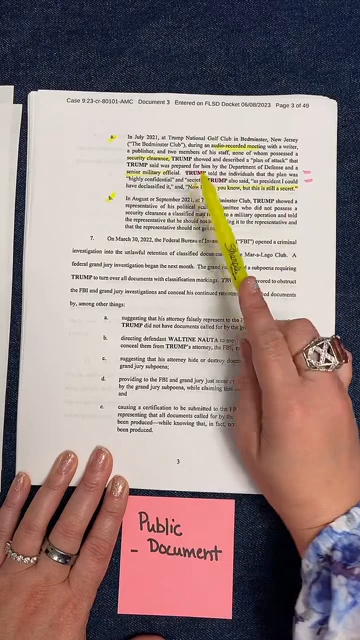 Case 9:23-cr-80101-AMC Document 3 Entered on FLSD Docket 06/08/2023 Page 3 of 49
a. In July 2021, at Trump National Golf Club in Bedminster, New Jersey
("The Bedminster Club"), during an audio-recorded meeting with a writer,
a publisher, and two members of his staff, none of whom possessed a
security clearance, TRUMP showed and described a "plan of attack" that
TRUMP said was prepared for him by the Department of Defense and a
senior military official. TRUMP told the individuals that the plan was
"highly confidential" and "secret." TRUMP also said, "as president I could
have declassified it," and, "Now you know, but this is still a secret."
b. In August or September 2021, at The Bedminster Club, TRUMP showed a
representative of his political committee who did not possess a
security clearance a classified map related to a military operation and told
the representative that he should not be showing it to the representative and
that the representative should not get
7. On March 30, 2022, the Federal Bureau of Investigation ("FBI") opened a criminal
investigation into the unlawful retention of classified documents at The Mar-a-Lago Club. A
federal grand jury investigation began the next month. The grand jury issued a subpoena requiring
TRUMP to turn over all documents with classification markings. TRUMP endeavored to obstruct
the FBI and grand jury investigations and conceal his continued retention of classified documents
by, among other things:
a. suggesting that his attorney falsely represent to the FBI
TRUMP did not have documents called for by the grand
b. directing defendant WALTINE NAUTA to
conceal them from TRUMP's attorney, the FBI,
c. suggesting that his attorney hide or destroy
grand jury subpoena;
d. providing to the FBI and grand jury just some
by the grand jury subpoena, while claiming that
and
e. causing a certification to be submitted to the FBI
representing that all documents called for by the
been produced—while knowing that, in fact,
been produced.
3
Sharpie
Public
- Document